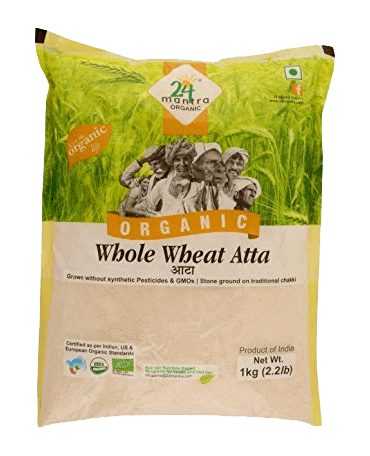 24
mantra
ORGANIC
organic
life
ORGANIC
Whole Wheat Atta
आटा
Grown without synthetic Pesticides & GMOs | Stone ground on traditional chakki
Certified as per Indian, US &
European Organic Standards
Product of India
Net Wt.
1kg (2.2lb)